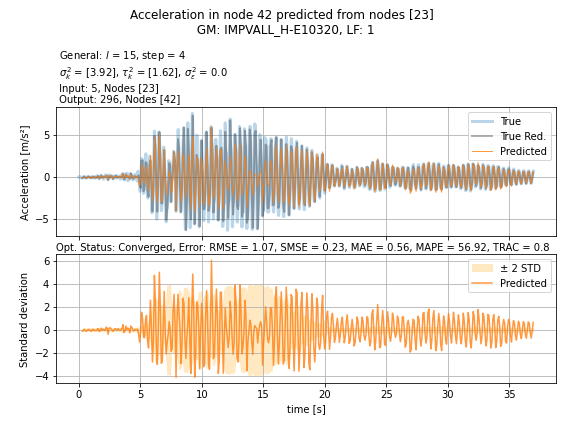 Acceleration in node 42 predicted from nodes [23]
GM: IMPVALL_H-E10320, LF: 1
General: l = 15, step = 4
σ²ₖ = [3.92], τ²ₖ = [1.62], σ²ε = 0.0
Input: 5, Nodes [23]
Output: 296, Nodes [42]
Acceleration [m/s²]
5
0
−5
True
True Red.
Predicted
Opt. Status: Converged, Error: RMSE = 1.07, SMSE = 0.23, MAE = 0.56, MAPE = 56.92, TRAC = 0.8
Standard deviation
6
4
2
0
−2
−4
± 2 STD
Predicted
0 5 10 15 20 25 30 35
time [s]